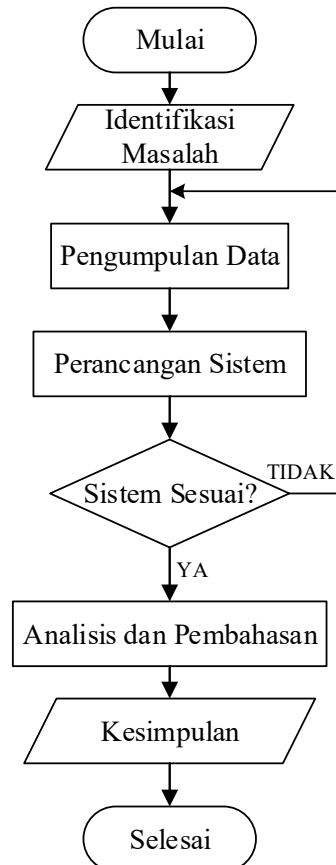 Mulai
Identifikasi
Masalah
Pengumpulan Data
Perancangan Sistem
Sistem Sesuai?
TIDAK
YA
Analisis dan Pembahasan
Kesimpulan
Selesai